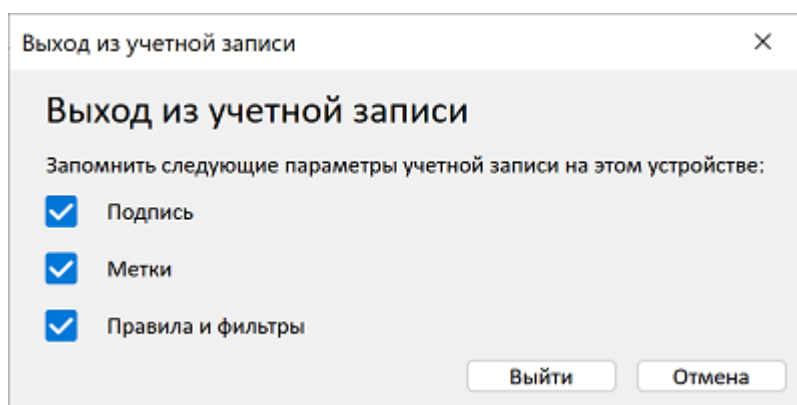 Выход из учетной записи
Выход из учетной записи
Запомнить следующие параметры учетной записи на этом устройстве:
Подпись
Метки
Правила и фильтры
Выйти Отмена